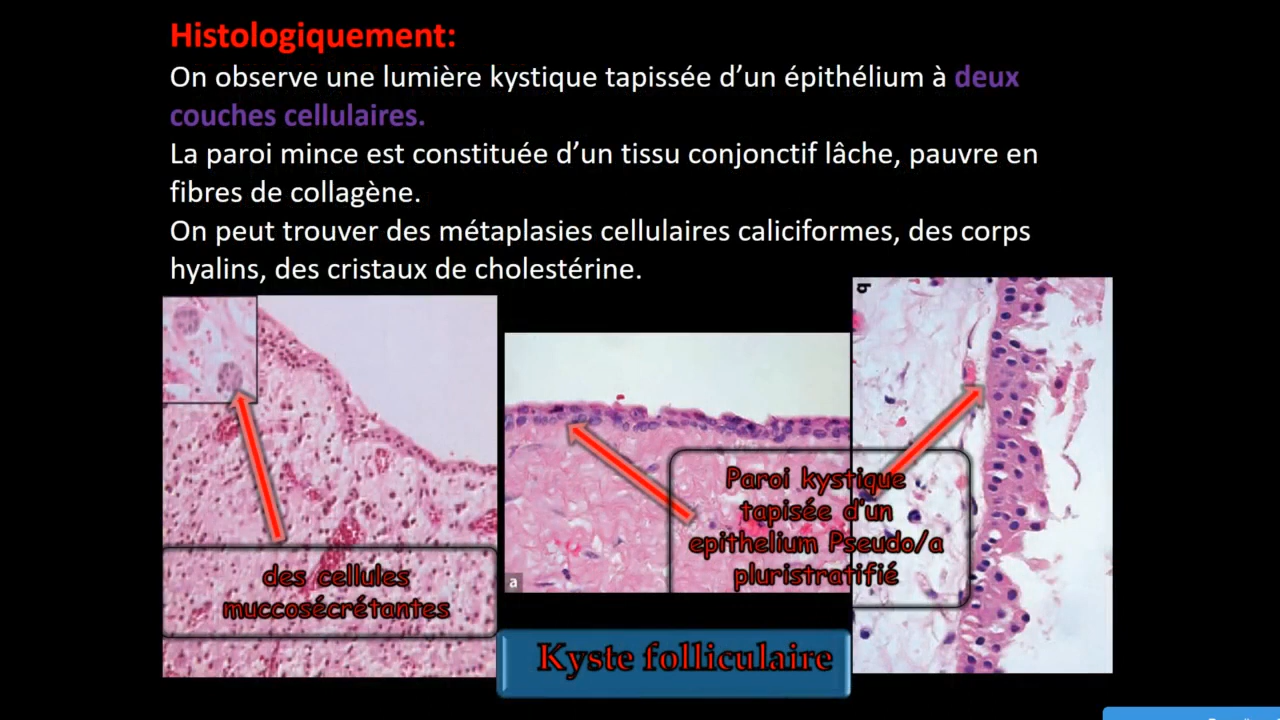 Histologiquement:
On observe une lumière kystique tapissée d’un épithélium à deux
couches cellulaires.
La paroi mince est constituée d’un tissu conjonctif lâche, pauvre en
fibres de collagène.
On peut trouver des métaplasies cellulaires caliciformes, des corps
hyalins, des cristaux de cholestérine.
b
Paroi kystique
tapisée d'un
epithelium Pseudo/a
pluristratifié
a
des cellules
muccosécrétantes
Kyste folliculaire